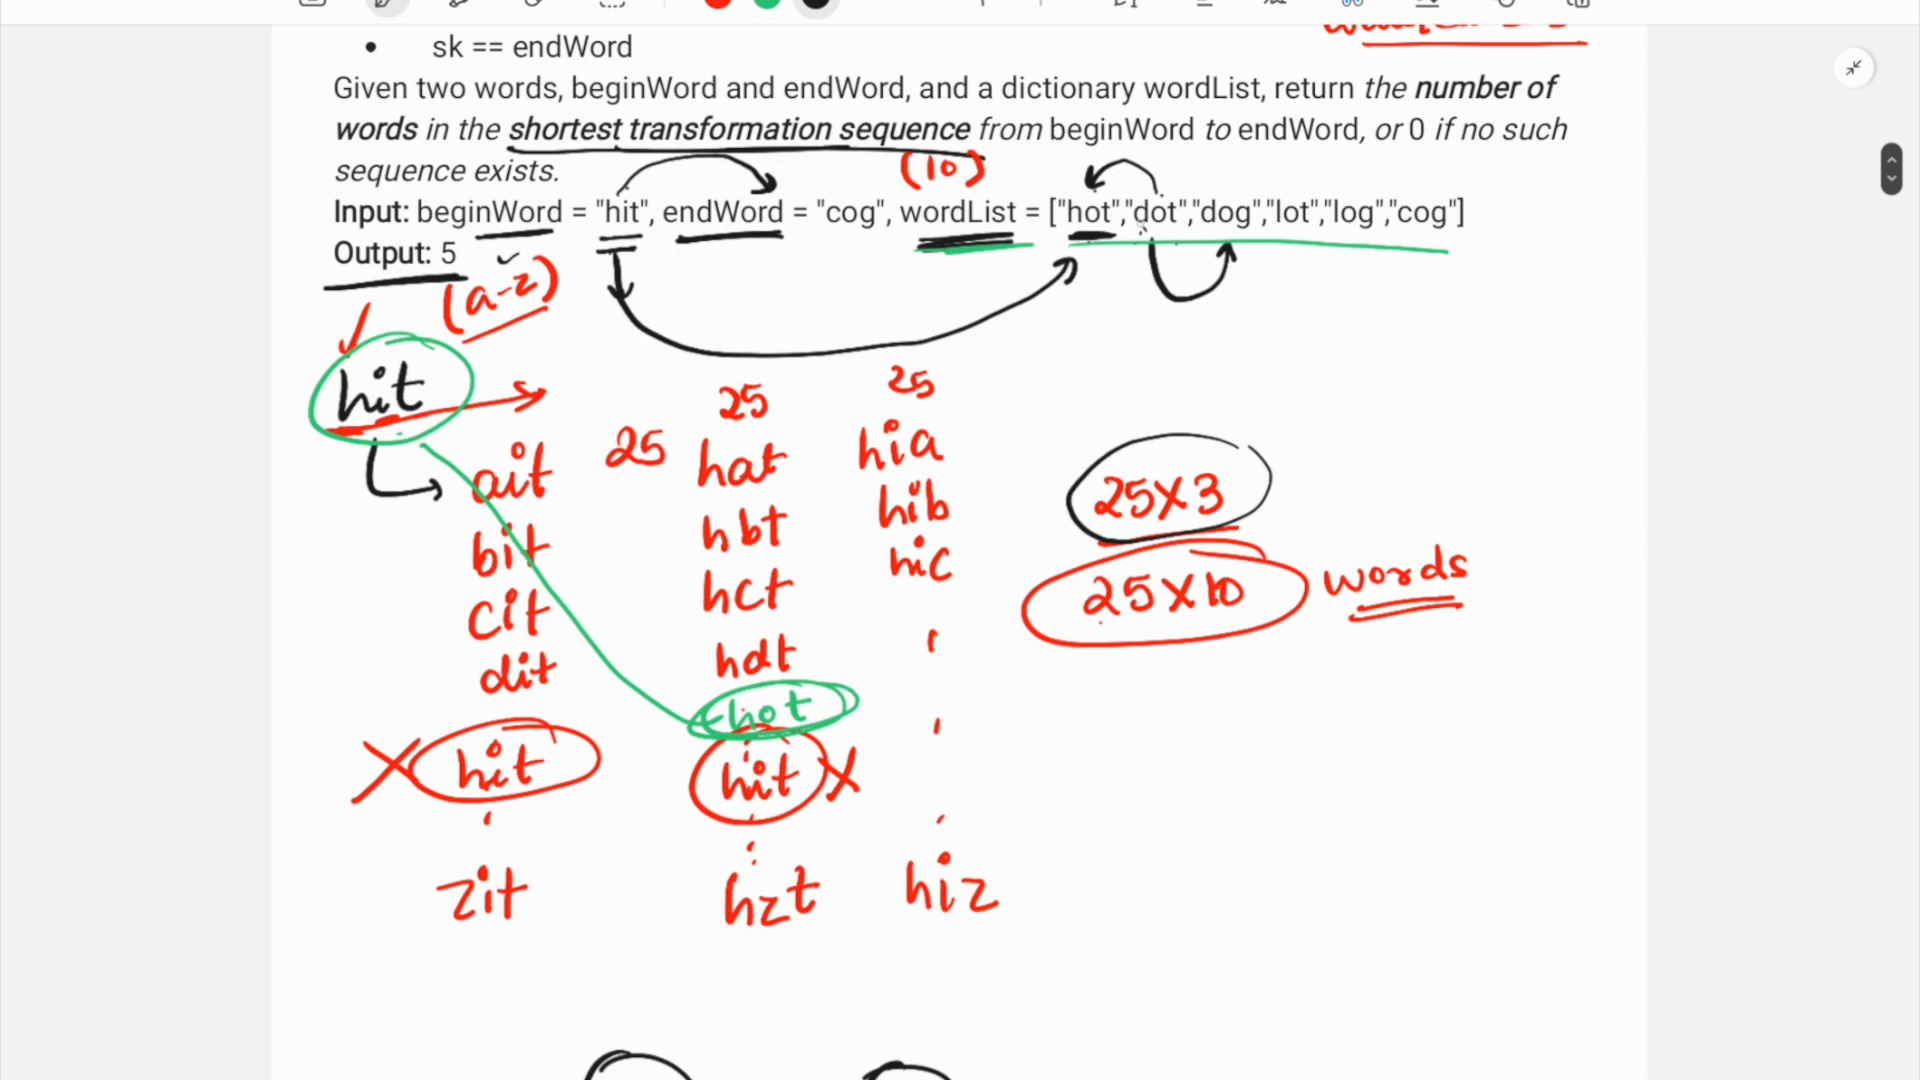 • sk == endWord
Given two words, beginWord and endWord, and a dictionary wordList, return the number of
words in the shortest transformation sequence from beginWord to endWord, or 0 if no such
sequence exists.
(10)
Input: beginWord = "hit", endWord = "cog", wordList = ["hot","dot","dog","lot","log","cog"]
Output: 5
(a-z)
hit
25
25
25
ait
hat
hia
bit
hbt
hib
cit
hct
hic
dit
hdt
hot
hit
hit
zit
hzt
hiz
25X3
25X10 words